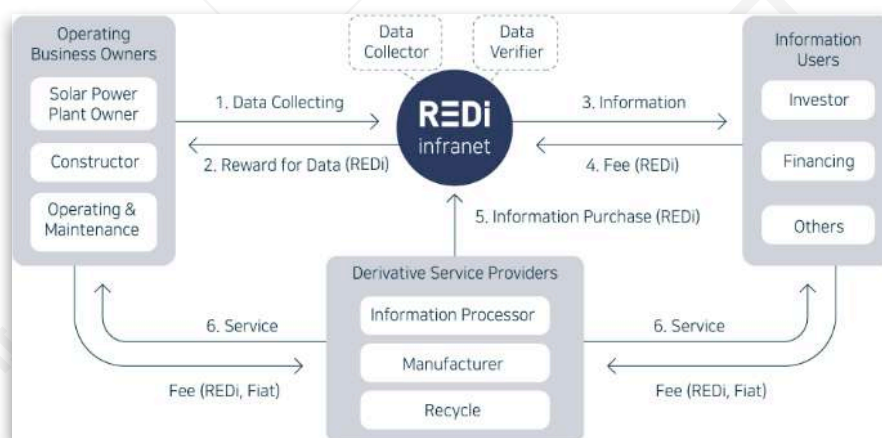 Operating
Business Owners
Solar Power
Plant Owner
Constructor
Operating &
Maintenance
Data
Collector
Data
Verifier
REDi
infranet
1. Data Collecting
2. Reward for Data (REDi)
3. Information
4. Fee (REDi)
Information
Users
Investor
Financing
Others
5. Information Purchase (REDi)
Derivative Service Providers
Information Processor
Manufacturer
Recycle
6. Service
Fee (REDi, Fiat)
6. Service
Fee (REDi, Fiat)